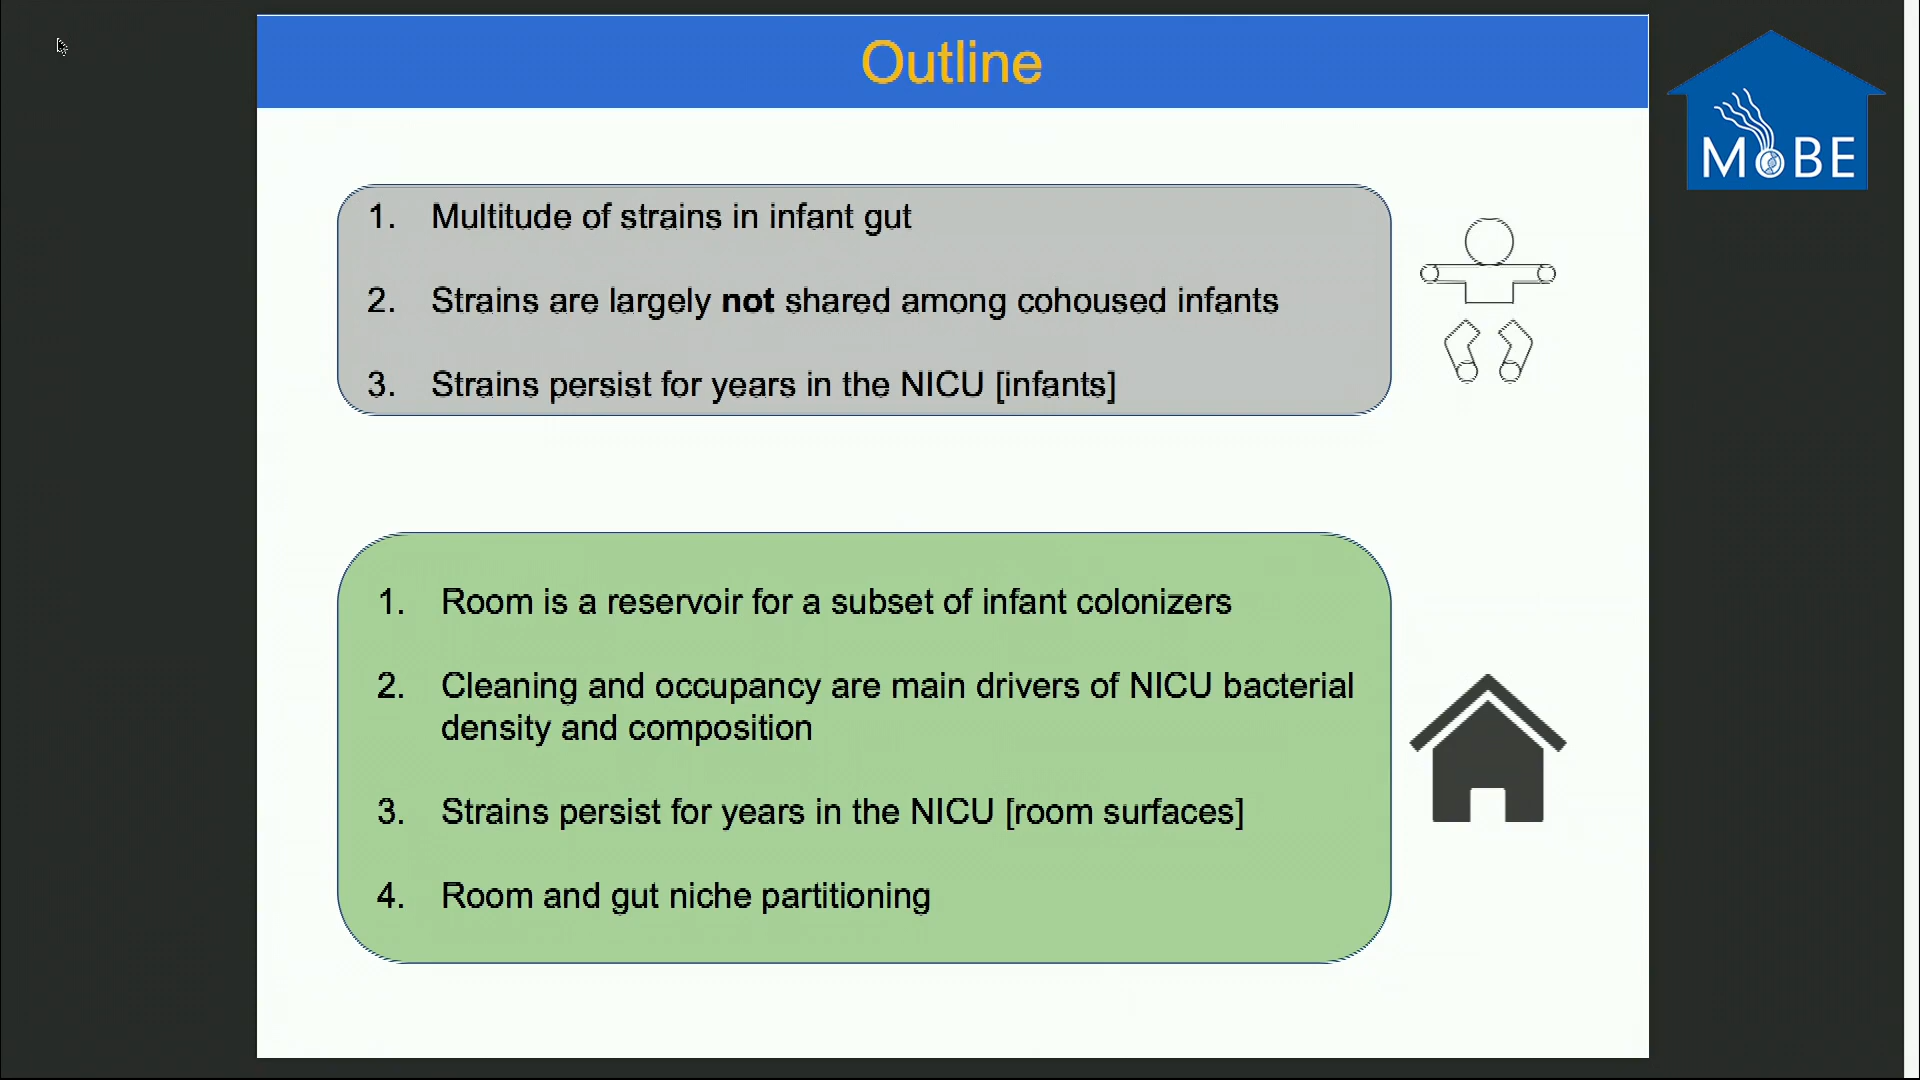 Outline
MoBE
1. Multitude of strains in infant gut
2. Strains are largely not shared among cohoused infants
3. Strains persist for years in the NICU [infants]
1. Room is a reservoir for a subset of infant colonizers
2. Cleaning and occupancy are main drivers of NICU bacterial
density and composition
3. Strains persist for years in the NICU [room surfaces]
4. Room and gut niche partitioning